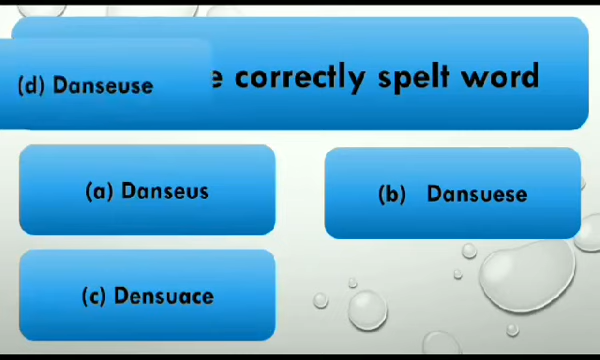 correctly spelt word
(d) Danseuse
(a) Danseus
(b) Dansuese
(c) Densuace